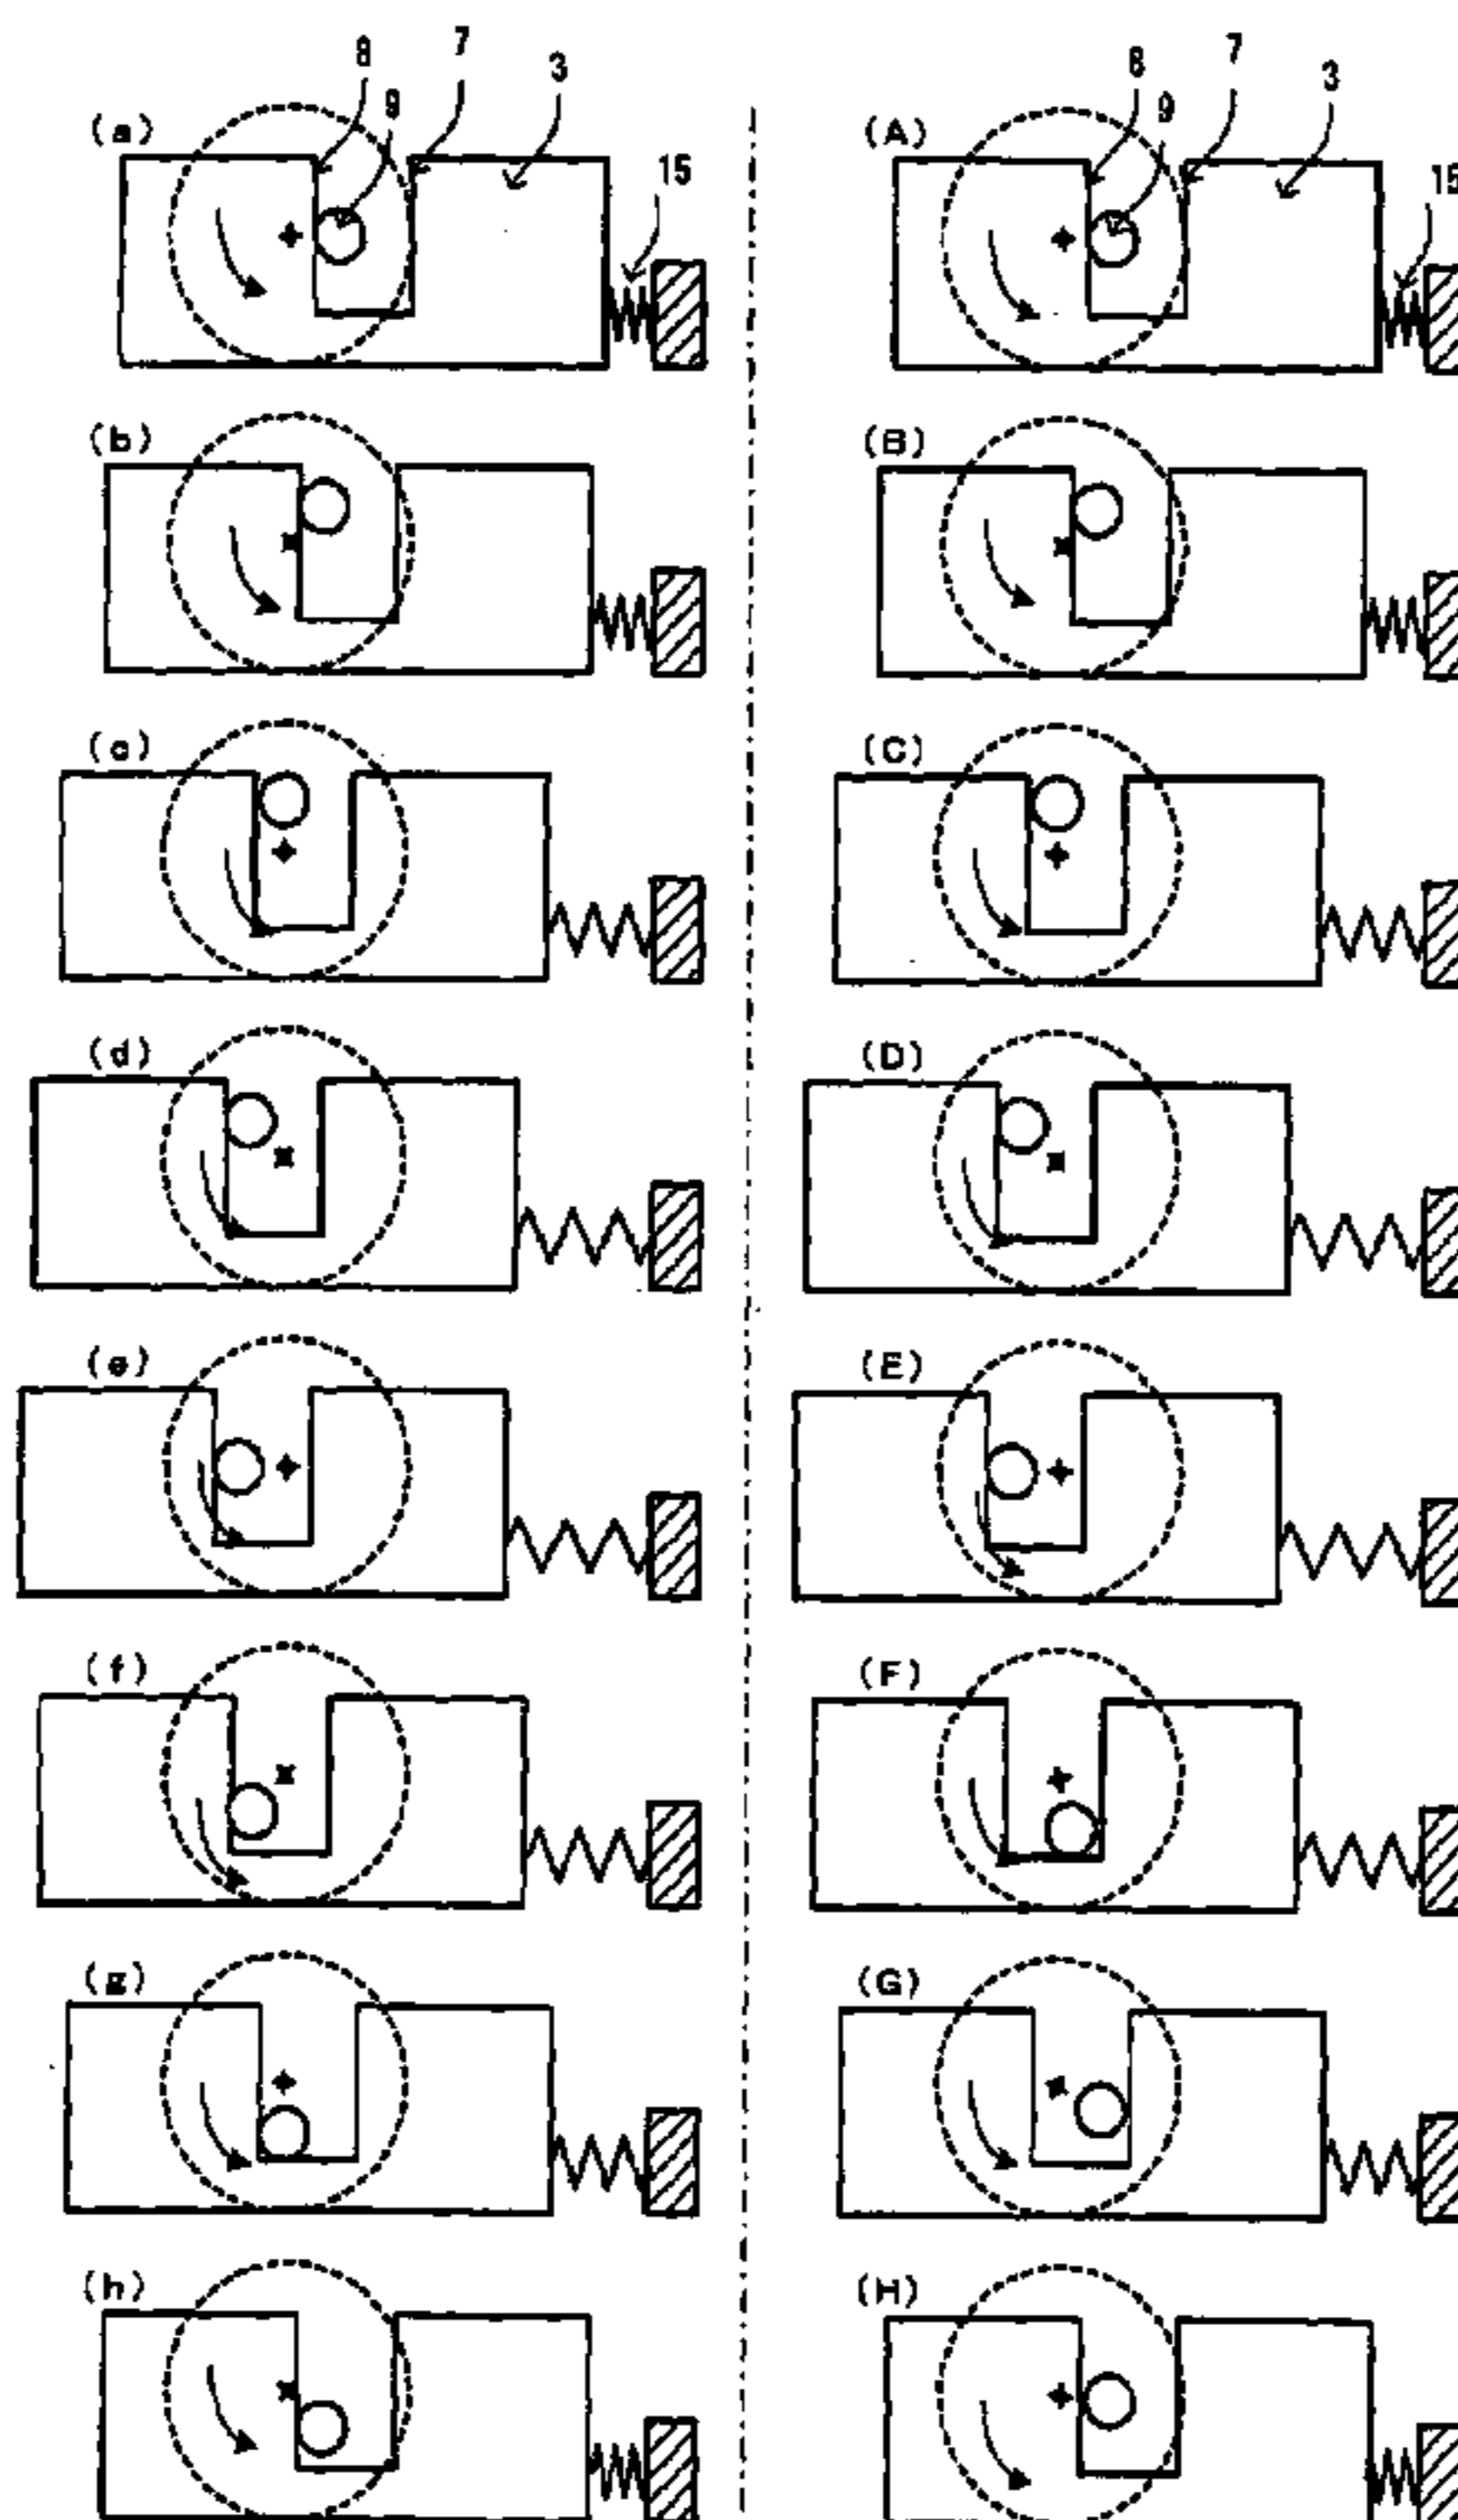 8 7 8 7
9 3 9 3
(a) (A)
15 15
(b) (B)
(c) (C)
(d) (D)
(e) (E)
(f) (F)
(g) (G)
(h) (H)